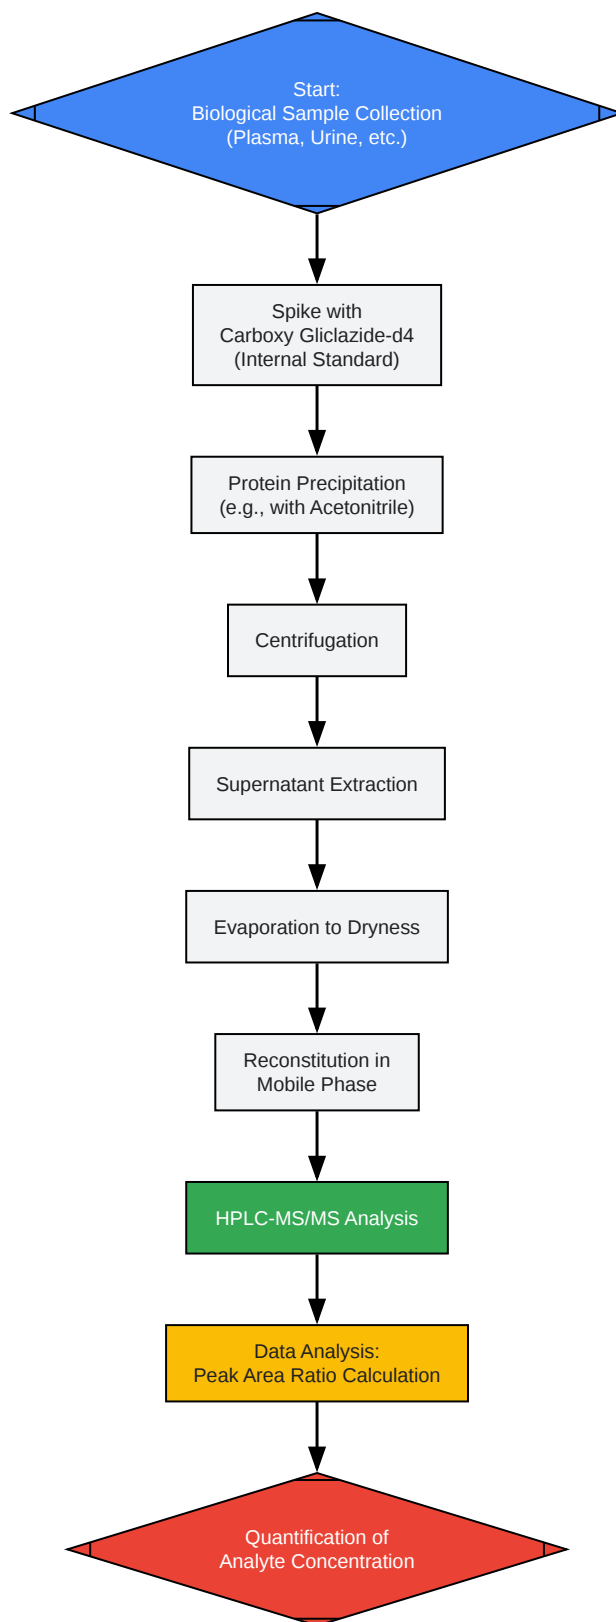 Start:
Biological Sample Collection
(Plasma, Urine, etc.)
Spike with
Carboxy Gliclazide-d4
(Internal Standard)
Protein Precipitation
(e.g., with Acetonitrile)
Centrifugation
Supernatant Extraction
Evaporation to Dryness
Reconstitution in
Mobile Phase
HPLC-MS/MS Analysis
Data Analysis:
Peak Area Ratio Calculation
Quantification of
Analyte Concentration